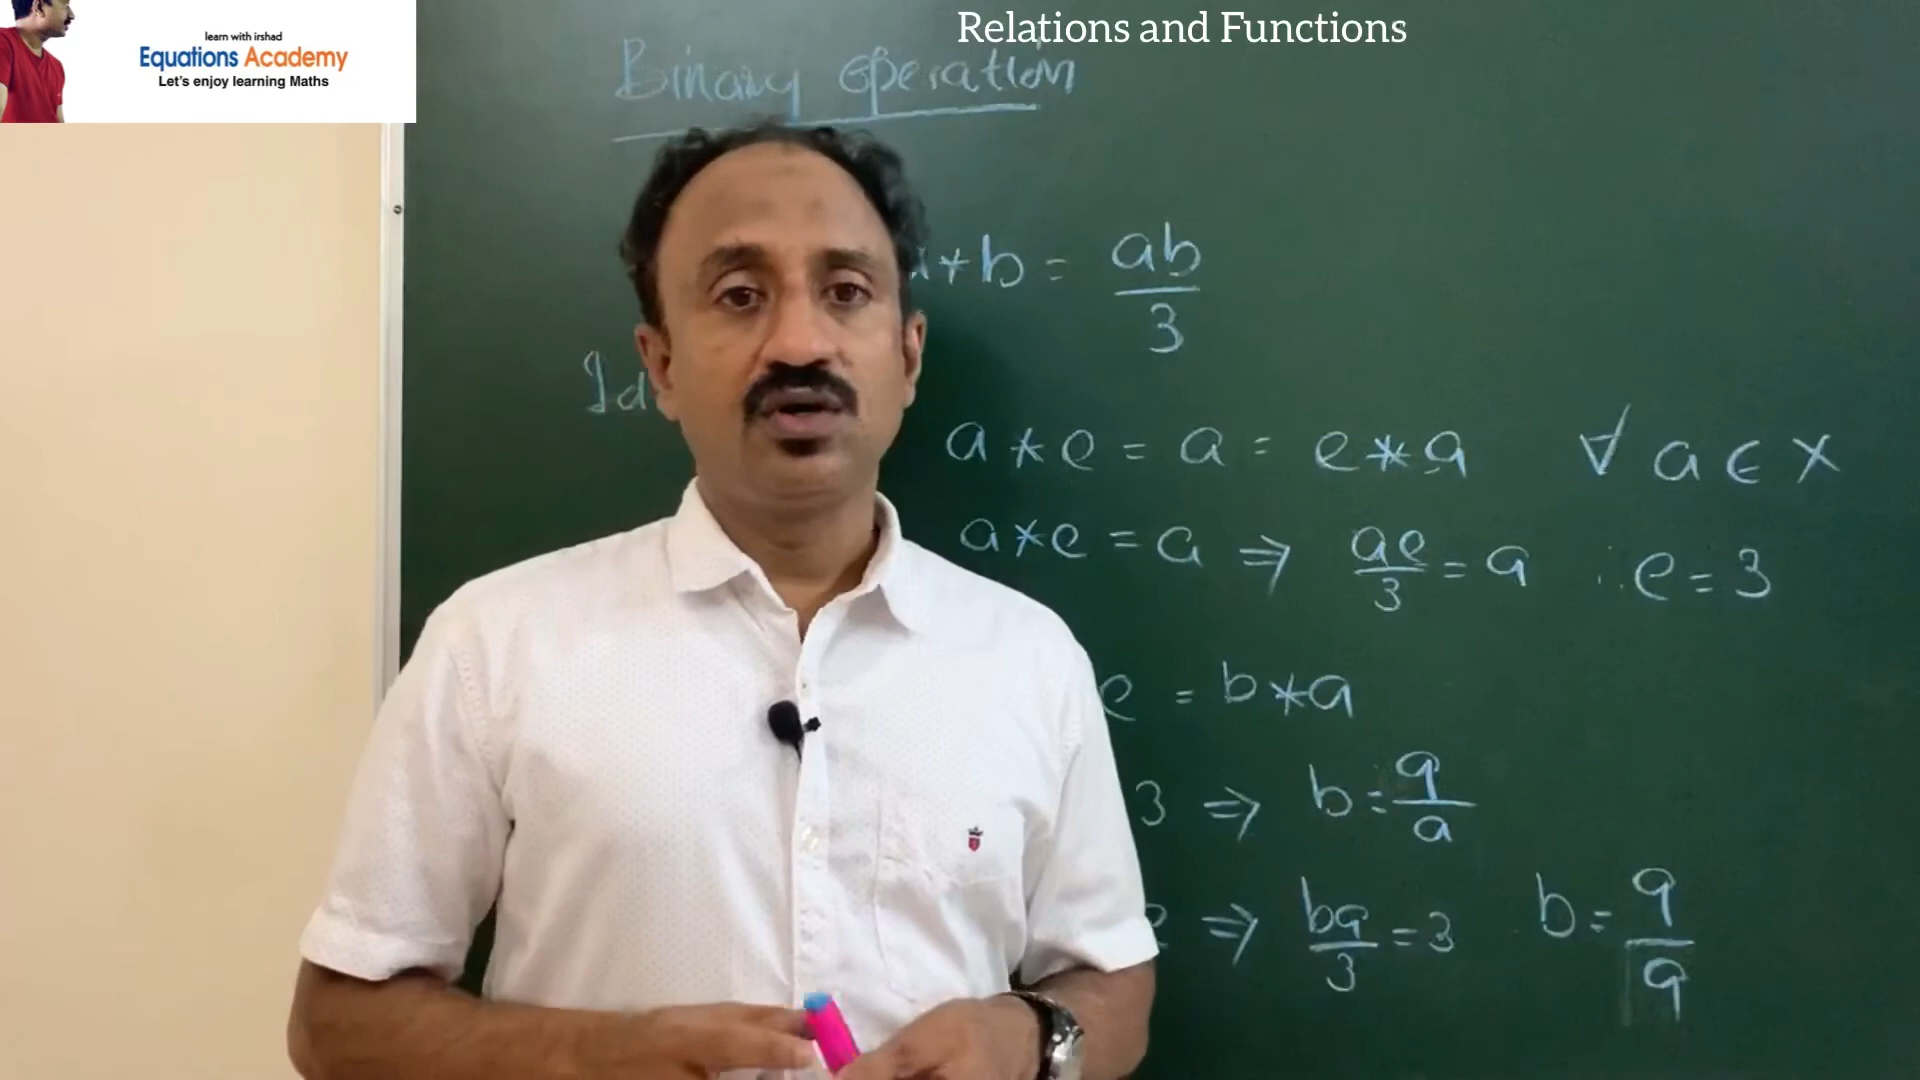 Relations and Functions
learn with irshad
Equations Academy
Let's enjoy learning Maths
Binary operation
*b = ab/3
a*e = a = e*a ∀ a ∈ X
a*e = a ⇒ ae/3 = a ∴ e = 3
e = b*a
3 ⇒ b = 9/a
⇒ ba/3 = 3 b = 9/a